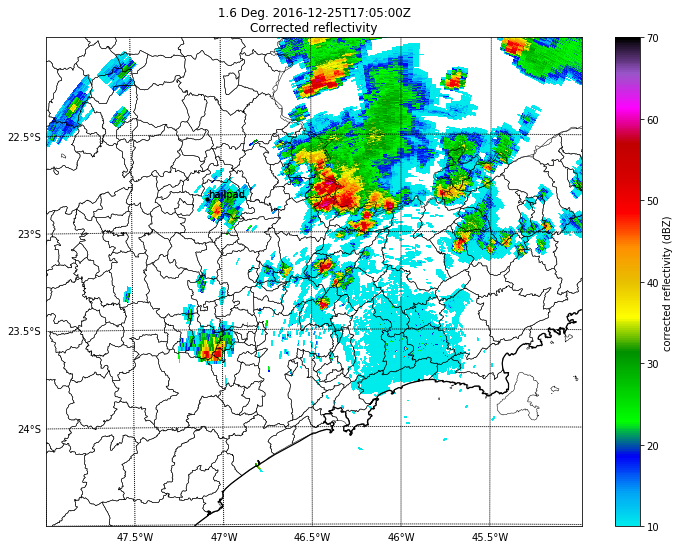 1.6 Deg. 2016-12-25T17:05:00Z
Corrected reflectivity
70
60
50
40
30
20
10
corrected reflectivity (dBZ)
22.5°S
23°S
23.5°S
24°S
hailpad
47.5°W
47°W
46.5°W
46°W
45.5°W